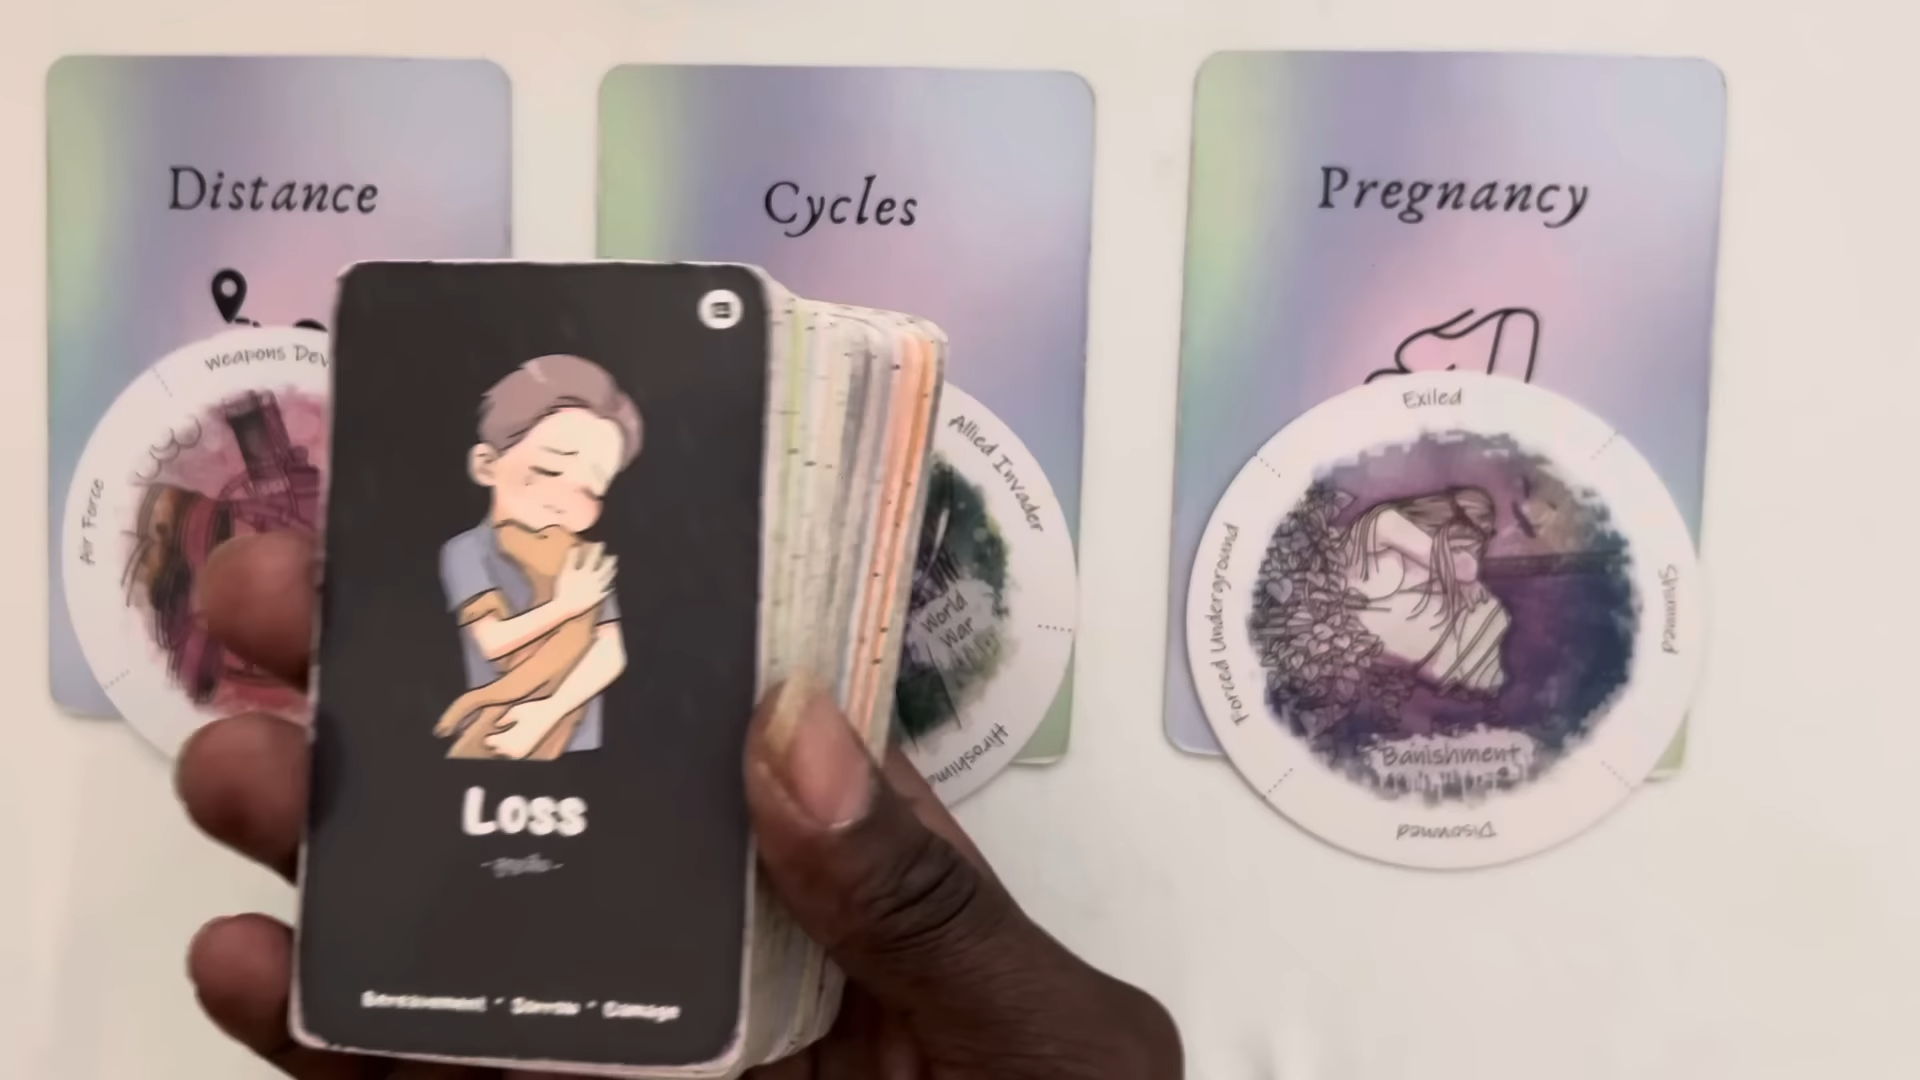 Distance
Cycles
Pregnancy
Weapons Dev
Air Force
Allied Invader
World
War
Hiroshima
Exiled
Shunned
Forced Underground
Banishment
Disowned
Loss
Bereavement * Sorrow * Damage